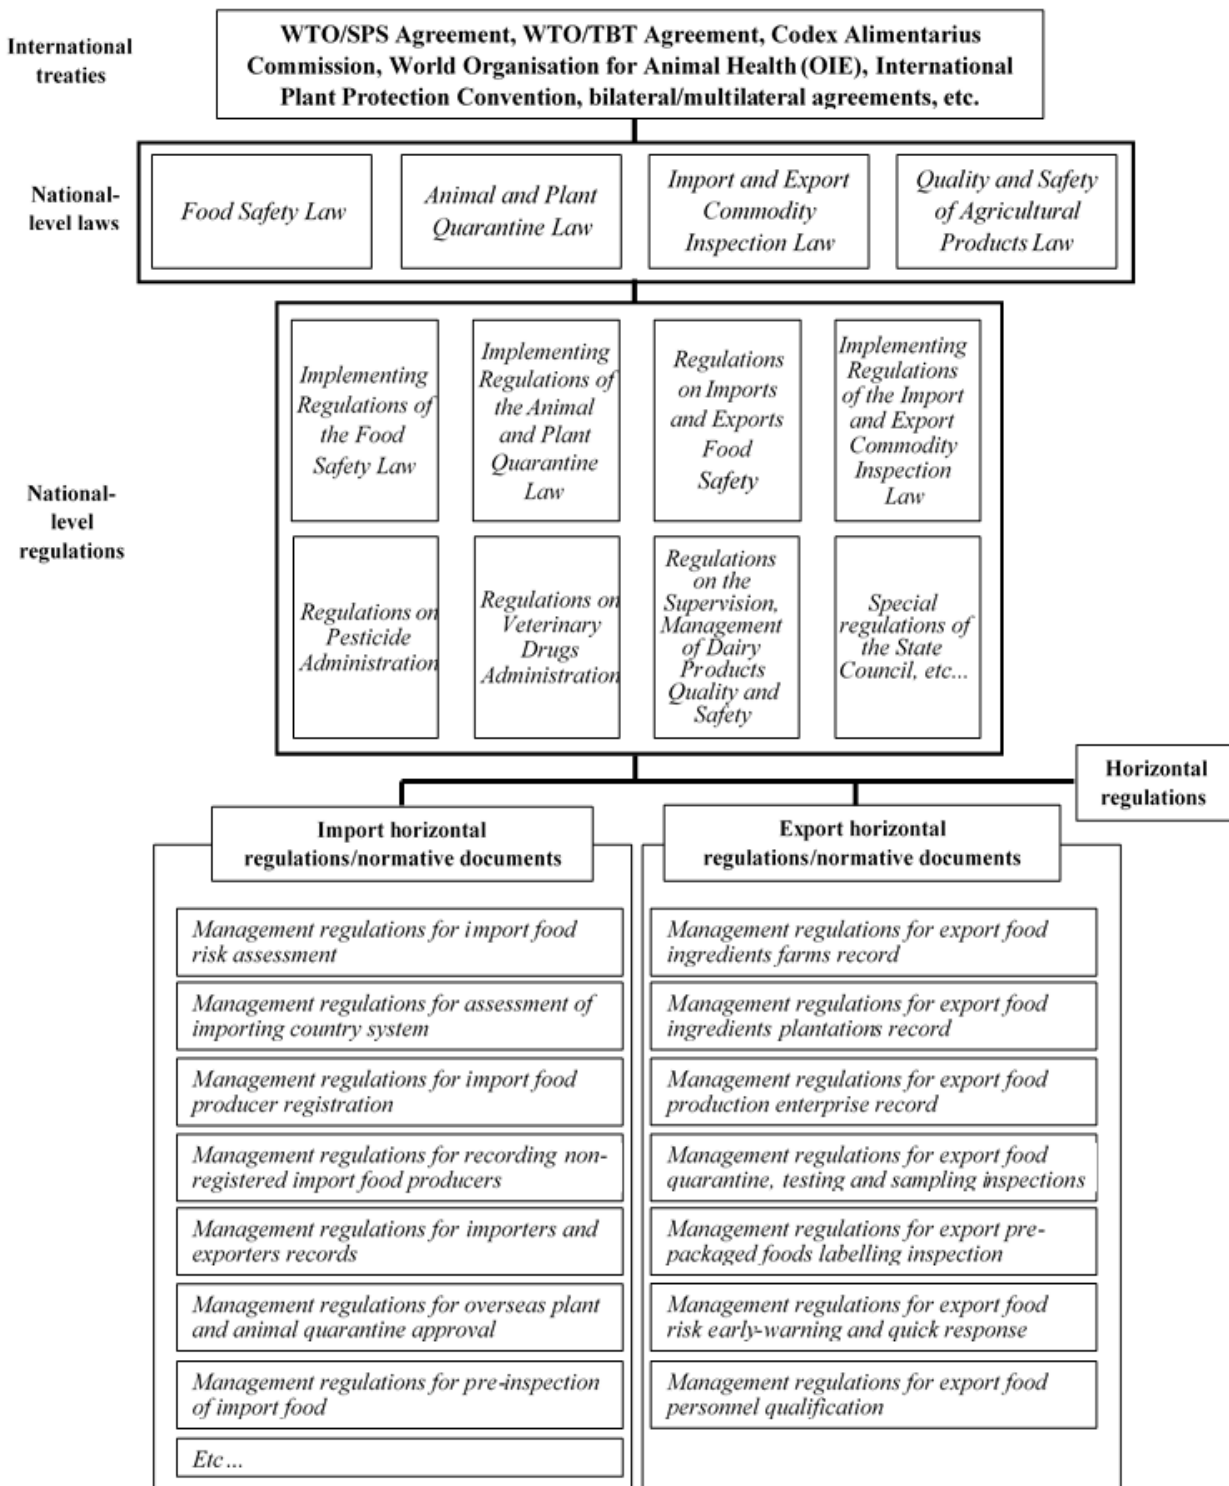 International
treaties
WTO/SPS Agreement, WTO/TBT Agreement, Codex Alimentarius
Commission, World Organisation for Animal Health (OIE), International
Plant Protection Convention, bilateral/multilateral agreements, etc.
National-
level laws
Food Safety Law
Animal and Plant
Quarantine Law
Import and Export
Commodity
Inspection Law
Quality and Safety
of Agricultural
Products Law
National-
level
regulations
Implementing
Regulations of
the Food
Safety Law
Implementing
Regulations of
the Animal
and Plant
Quarantine
Law
Regulations
on Imports
and Exports
Food
Safety
Implementing
Regulations
of the Import
and Export
Commodity
Inspection
Law
Regulations on
Pesticide
Administration
Regulations on
Veterinary
Drugs
Administration
Regulations
on the
Supervision,
Management
of Dairy
Products
Quality and
Safety
Special
regulations of
the State
Council, etc...
Horizontal
regulations
Import horizontal
regulations/normative documents
Management regulations for import food
risk assessment
Management regulations for assessment of
importing country system
Management regulations for import food
producer registration
Management regulations for recording non-
registered import food producers
Management regulations for importers and
exporters records
Management regulations for overseas plant
and animal quarantine approval
Management regulations for pre-inspection
of import food
Etc...
Export horizontal
regulations/normative documents
Management regulations for export food
ingredients farms record
Management regulations for export food
ingredients plantations record
Management regulations for export food
production enterprise record
Management regulations for export food
quarantine, testing and sampling inspections
Management regulations for export pre-
packaged foods labelling inspection
Management regulations for export food
risk early-warning and quick response
Management regulations for export food
personnel qualification